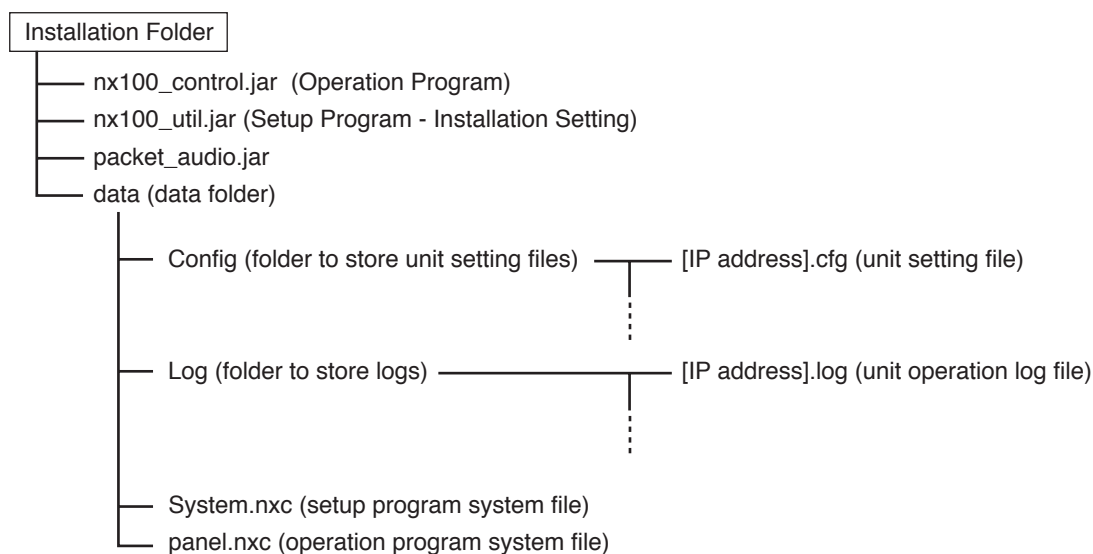 Installation Folder
nx100_control.jar  (Operation Program)
nx100_util.jar (Setup Program - Installation Setting)
packet_audio.jar
data (data folder)
Config (folder to store unit setting files)
[IP address].cfg (unit setting file)
Log (folder to store logs)
[IP address].log (unit operation log file)
System.nxc (setup program system file)
panel.nxc (operation program system file)